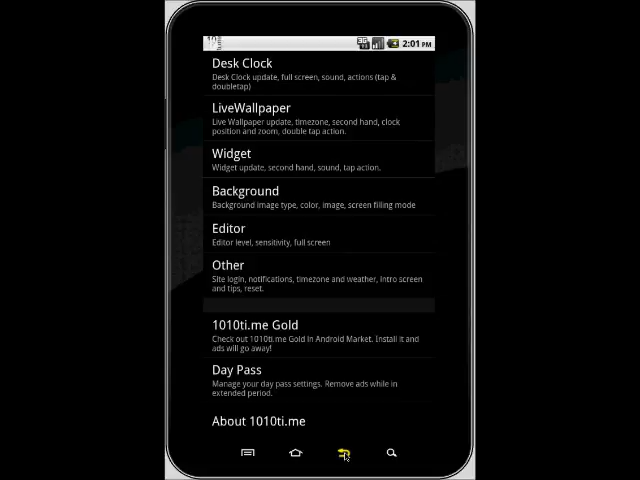 3G
2:01 PM
Desk Clock
Desk Clock update, full screen, sound, actions (tap &
doubletap)
LiveWallpaper
Live Wallpaper update, timezone, second hand, clock
position and zoom, double tap action.
Widget
Widget update, second hand, sound, tap action.
Background
Background image type, color, image, screen filling mode
Editor
Editor level, sensitivity, full screen
Other
Site login, notifications, timezone and weather, intro screen
and tips, reset.
1010ti.me Gold
Check out 1010ti.me Gold in Android Market. Install it and
ads will go away!
Day Pass
Manage your day pass settings. Remove ads while in
extended period.
About 1010ti.me